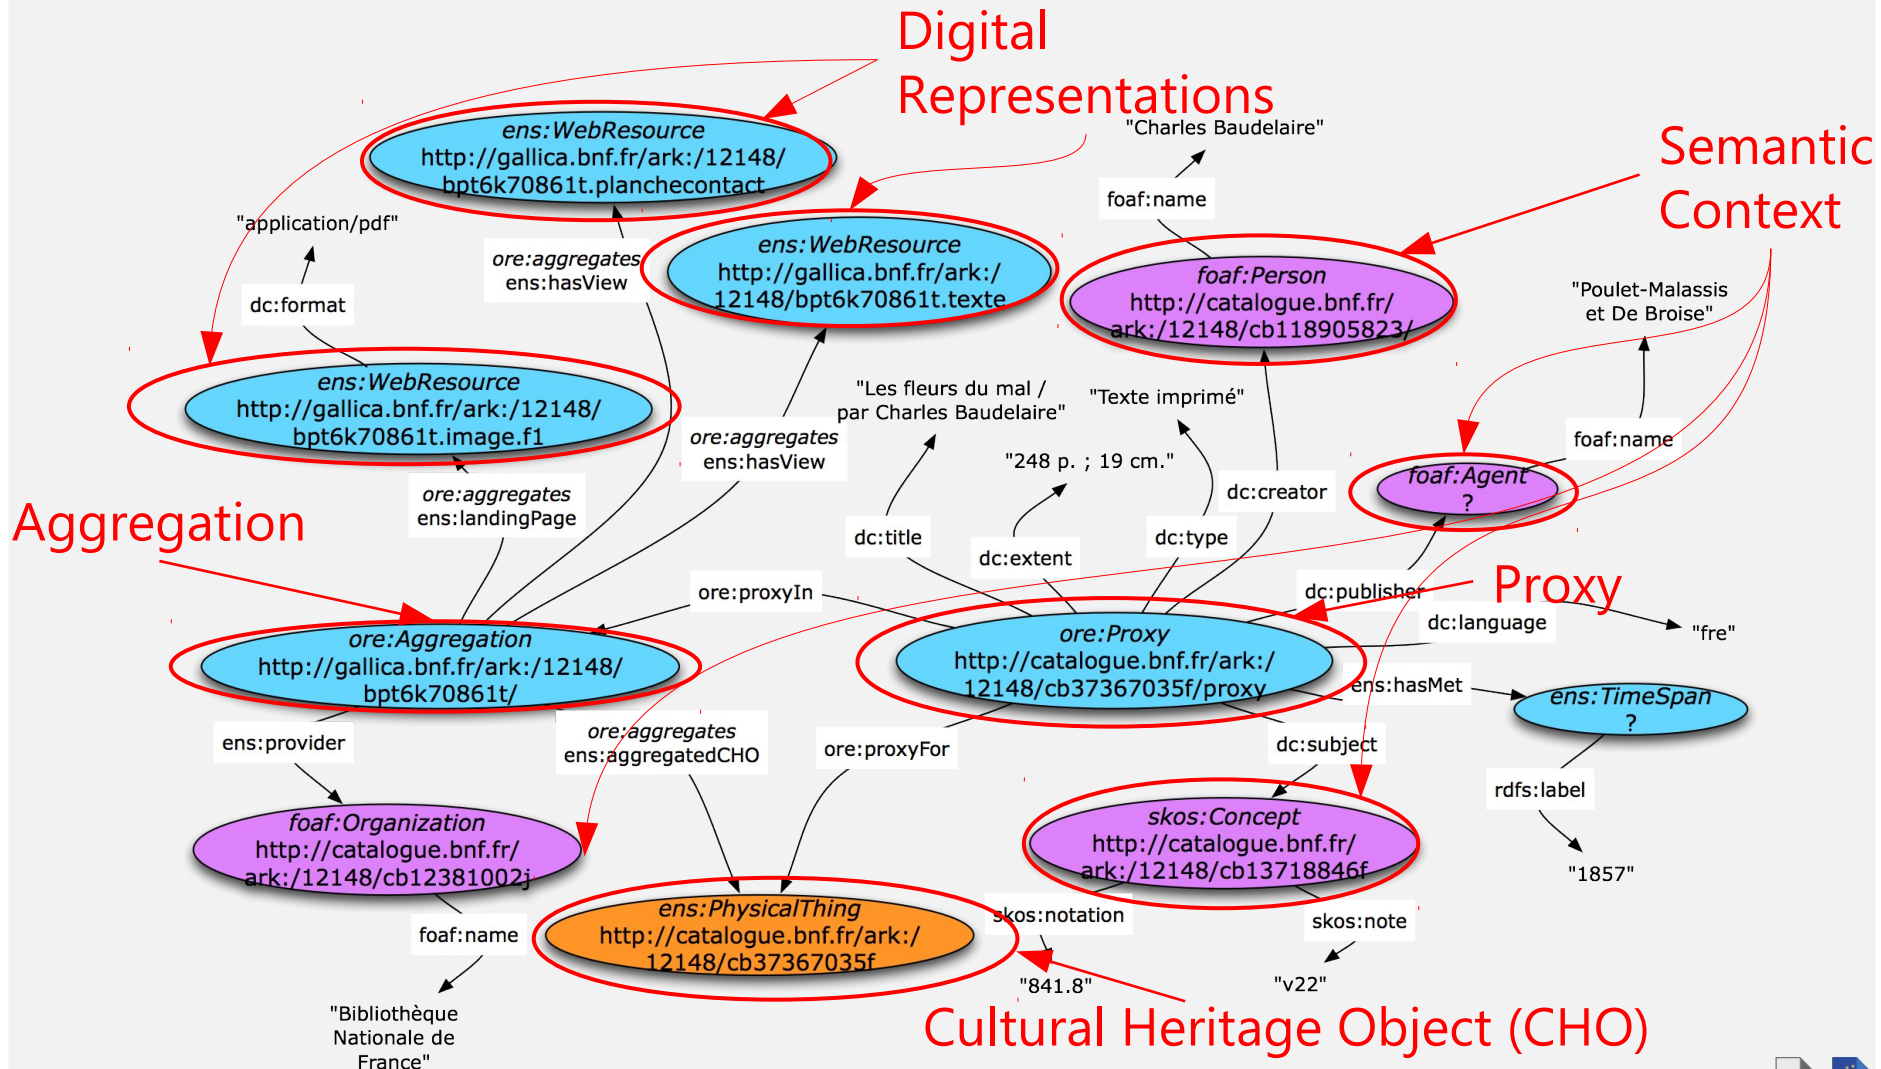 Digital
Representations
ens:WebResource
http://gallica.bnf.fr/ark:/12148/
bpt6k70861t.planchecontact
"Charles Baudelaire"
Semantic
Context
foaf:name
"application/pdf"
ore:aggregates
ens:hasView
ens:WebResource
http://gallica.bnf.fr/ark:/
12148/bpt6k70861t.texte
foaf:Person
http://catalogue.bnf.fr/
ark:/12148/cb118905823/
dc:format
"Poulet-Malassis
et De Broise"
ens:WebResource
http://gallica.bnf.fr/ark:/12148/
bpt6k70861t.image.f1
"Les fleurs du mal /
par Charles Baudelaire"
"Texte imprimé"
ore:aggregates
ens:hasView
foaf:name
"248 p. ; 19 cm."
foaf:Agent
?
ore:aggregates
ens:landingPage
dc:creator
Aggregation
dc:title
dc:extent
dc:type
ore:proxyIn
dc:publisher
Proxy
dc:language
"fre"
ore:Aggregation
http://gallica.bnf.fr/ark:/12148/
bpt6k70861t/
ore:Proxy
http://catalogue.bnf.fr/ark:/
12148/cb37367035f/proxy
ens:hasMet
ens:TimeSpan
?
ens:provider
ore:aggregates
ens:aggregatedCHO
ore:proxyFor
dc:subject
rdfs:label
foaf:Organization
http://catalogue.bnf.fr/
ark:/12148/cb12381002j
skos:Concept
http://catalogue.bnf.fr/
ark:/12148/cb13718846f
"1857"
ens:PhysicalThing
http://catalogue.bnf.fr/ark:/
12148/cb37367035f
foaf:name
skos:notation
skos:note
"841.8"
"v22"
"Bibliothèque
Nationale de
France"
Cultural Heritage Object (CHO)